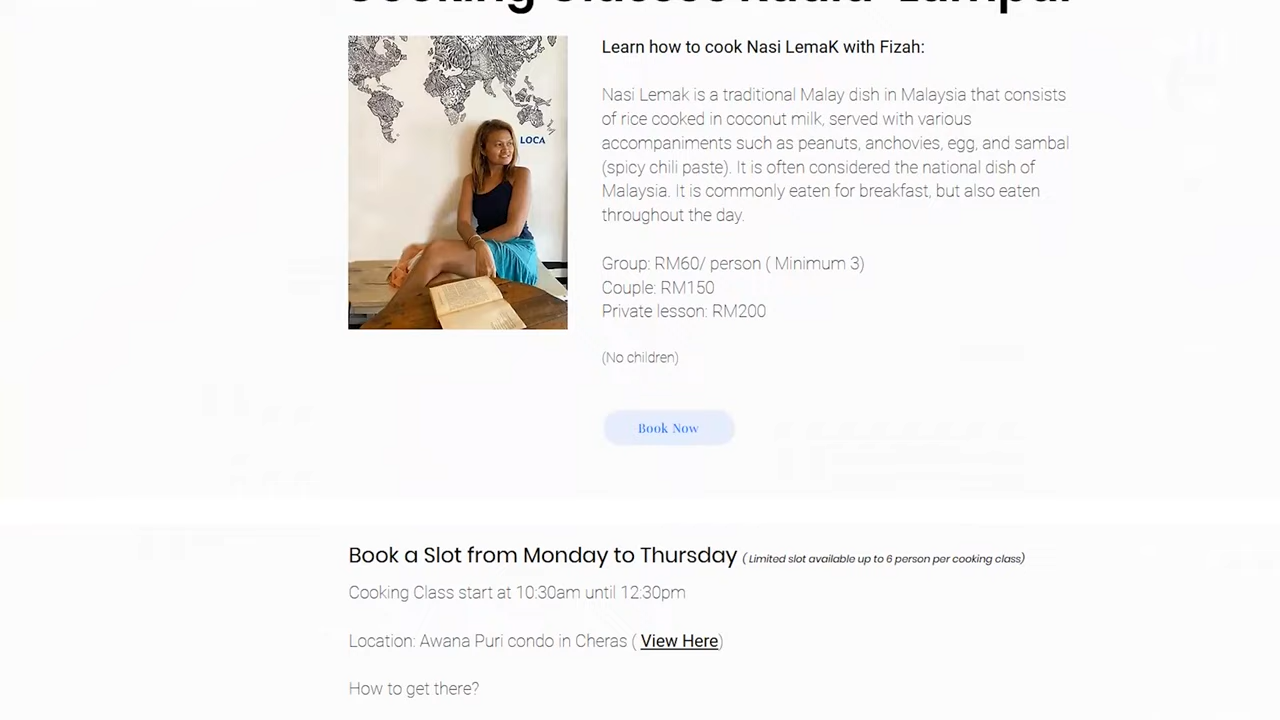 Cooking Classes Kuala-Lumpur
LOCA
Learn how to cook Nasi LemaK with Fizah:
Nasi Lemak is a traditional Malay dish in Malaysia that consists
of rice cooked in coconut milk, served with various
accompaniments such as peanuts, anchovies, egg, and sambal
(spicy chili paste). It is often considered the national dish of
Malaysia. It is commonly eaten for breakfast, but also eaten
throughout the day.
Group: RM60/ person ( Minimum 3)
Couple: RM150
Private lesson: RM200
(No children)
Book Now
Book a Slot from Monday to Thursday ( Limited slot available up to 6 person per cooking class)
Cooking Class start at 10:30am until 12:30pm
Location: Awana Puri condo in Cheras ( View Here)
How to get there?